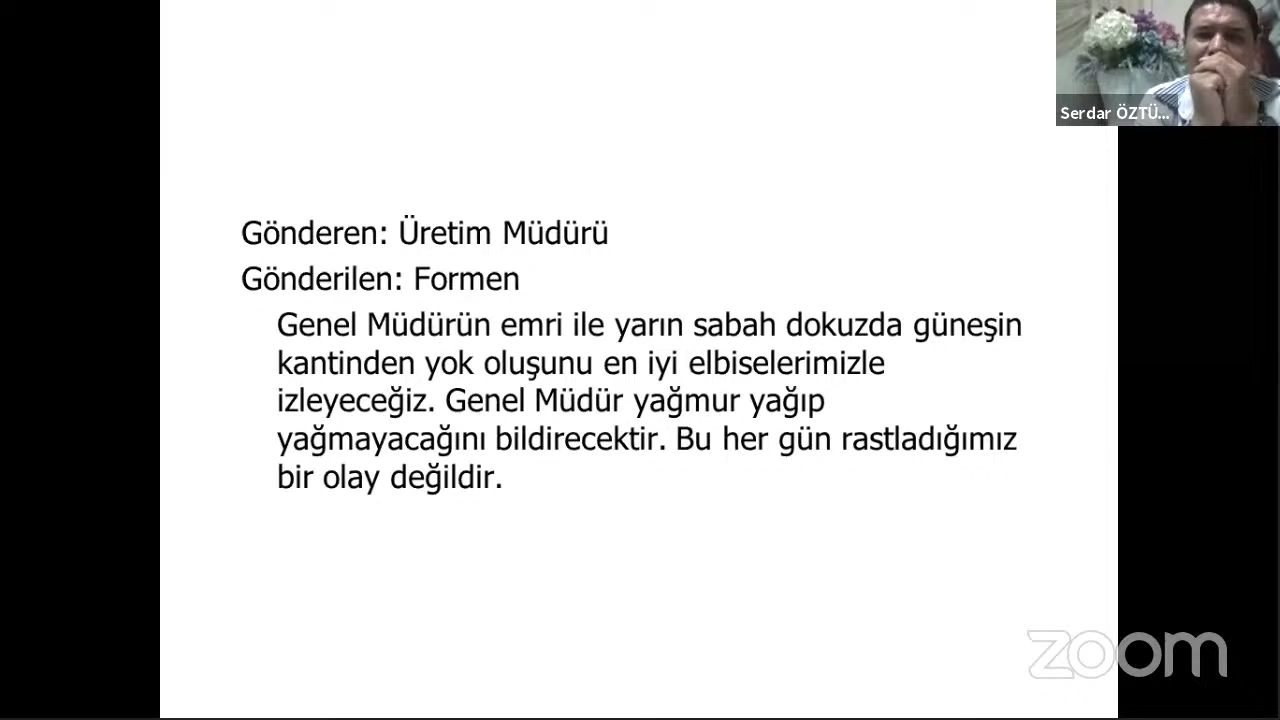 Serdar ÖZTÜ...
Gönderen: Üretim Müdürü
Gönderilen: Formen
Genel Müdürün emri ile yarın sabah dokuzda güneşin
kantinden yok oluşunu en iyi elbiselerimizle
izleyeceğiz. Genel Müdür yağmur yağıp
yağmayacağını bildirecektir. Bu her gün rastladığımız
bir olay değildir.
zoom